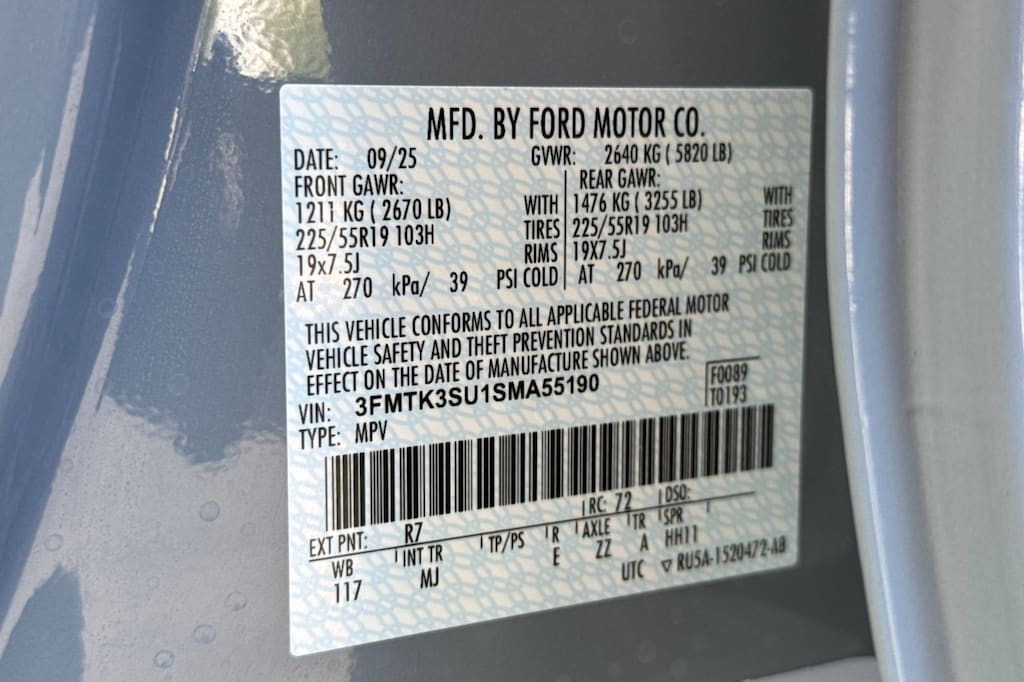 MFD. BY FORD MOTOR CO.
DATE: 09/25 GVWR: 2640 KG ( 5820 LB)
FRONT GAWR: REAR GAWR:
1211 KG ( 2670 LB) WITH 1476 KG ( 3255 LB) WITH
225/55R19 103H TIRES 225/55R19 103H TIRES
19x7.5J RIMS 19X7.5J RIMS
AT 270 kPa/ 39 PSI COLD AT 270 kPa/ 39 PSI COLD
THIS VEHICLE CONFORMS TO ALL APPLICABLE FEDERAL MOTOR
VEHICLE SAFETY AND THEFT PREVENTION STANDARDS IN
EFFECT ON THE DATE OF MANUFACTURE SHOWN ABOVE.
VIN: 3FMTK3SU1SMA55190 F0089
TYPE: MPV T0193
EXT PNT: R7 RC: 72 DSO:
WB INT TR TP/PS R AXLE TR SPR
117 MJ E ZZ A HH11
UTC ▽ RU5A-1520472-AB